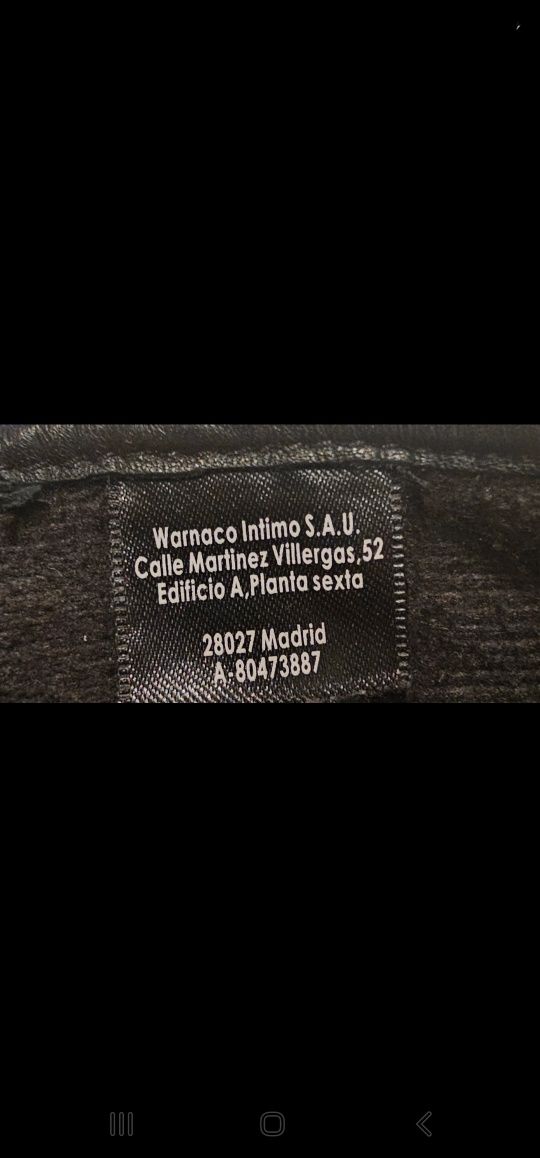 Warnaco Intimo S.A.U.
Calle Martinez Villergas,52
Edificio A,Planta sexta
28027 Madrid
A-80473887